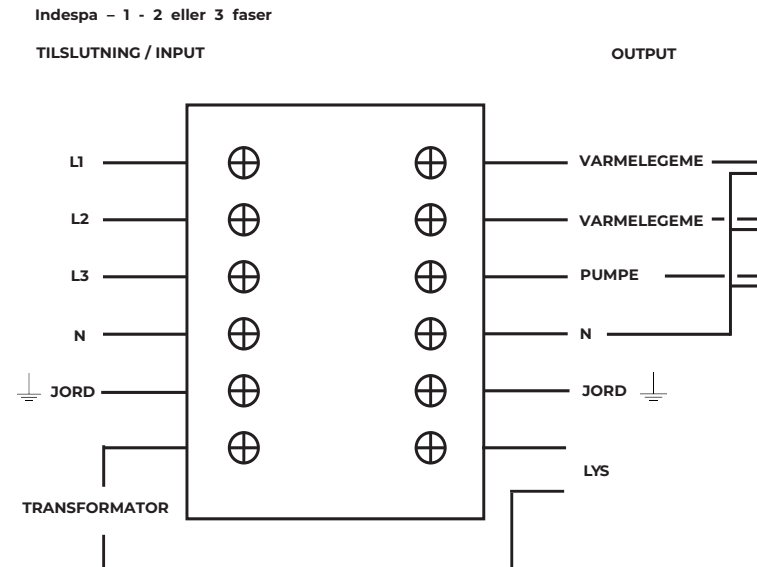 Indespa – 1 - 2 eller 3 faser
TILSLUTNING / INPUT
OUTPUT
L1
VARMELEGEME
L2
VARMELEGEME
L3
PUMPE
N
N
JORD
JORD
LYS
TRANSFORMATOR